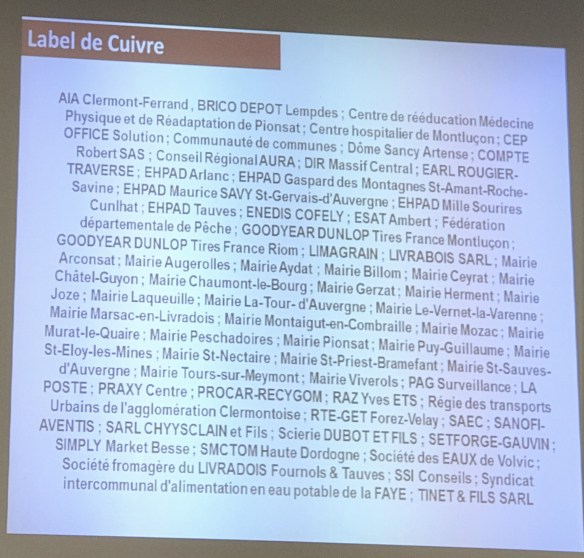 Label de Cuivre
AIA Clermont-Ferrand , BRICO DEPOT Lempdes ; Centre de rééducation Médecine
Physique et de Réadaptation de Pionsat ; Centre hospitalier de Montluçon ; CEP
OFFICE Solution ; Communauté de communes ; Dôme Sancy Artense ; COMPTE
Robert SAS ; Conseil Régional AURA ; DIR Massif Central ; EARL ROUGIER-
TRAVERSE ; EHPAD Arlanc ; EHPAD Gaspard des Montagnes St-Amant-Roche-
Savine ; EHPAD Maurice SAVY St-Gervais-d'Auvergne ; EHPAD Mille Sourires
Cunlhat ; EHPAD Tauves ; ENEDIS COFELY ; ESAT Ambert ; Fédération
départementale de Pêche ; GOODYEAR DUNLOP Tires France Montluçon ;
GOODYEAR DUNLOP Tires France Riom ; LIMAGRAIN ; LIVRABOIS SARL ; Mairie
Arconsat ; Mairie Augerolles ; Mairie Aydat ; Mairie Billom ; Mairie Ceyrat ; Mairie
Châtel-Guyon ; Mairie Chaumont-le-Bourg ; Mairie Gerzat ; Mairie Herment ; Mairie
Joze ; Mairie Laqueuille ; Mairie La-Tour- d'Auvergne ; Mairie Le-Vernet-la-Varenne ;
Mairie Marsac-en-Livradois ; Mairie Montaigut-en-Combraille ; Mairie Mozac ; Mairie
Murat-le-Quaire ; Mairie Peschadoires ; Mairie Pionsat ; Mairie Puy-Guillaume ; Mairie
St-Eloy-les-Mines ; Mairie St-Nectaire ; Mairie St-Priest-Bramefant ; Mairie St-Sauves-
d'Auvergne ; Mairie Tours-sur-Meymont ; Mairie Viverols ; PAG Surveillance ; LA
POSTE ; PRAXY Centre ; PROCAR-RECYGOM ; RAZ Yves ETS ; Régie des transports
Urbains de l'agglomération Clermontoise ; RTE-GET Forez-Velay ; SAEC ; SANOFI-
AVENTIS ; SARL CHYYSCLAIN et Fils ; Scierie DUBOT ET FILS ; SETFORGE-GAUVIN ;
SIMPLY Market Besse ; SMCTOM Haute Dordogne ; Société des EAUX de Volvic ;
Société fromagère du LIVRADOIS Fournols & Tauves ; SSI Conseils ; Syndicat
intercommunal d'alimentation en eau potable de la FAYE ; TINET & FILS SARL